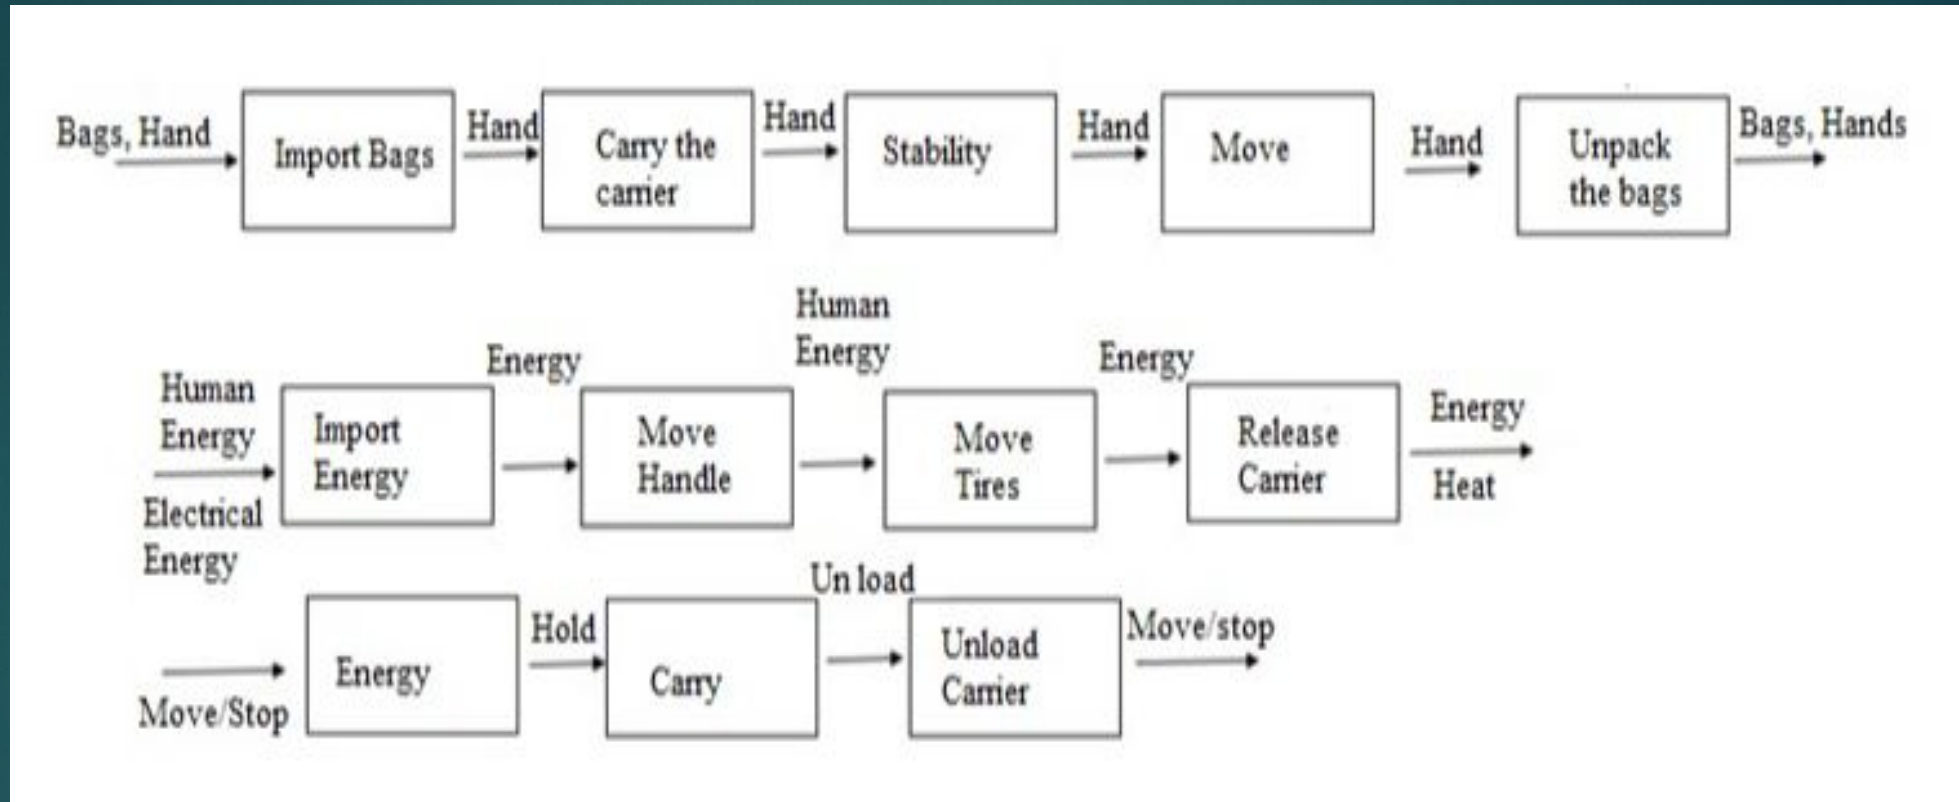 Bags, Hand
Import Bags
Hand
Carry the
carrier
Hand
Stability
Hand
Move
Hand
Unpack
the bags
Bags, Hands
Human
Energy
Electrical
Energy
Import
Energy
Energy
Move
Handle
Human
Energy
Move
Tires
Energy
Release
Carrier
Energy
Heat
Move/Stop
Energy
Hold
Carry
Un load
Unload
Carrier
Move/stop